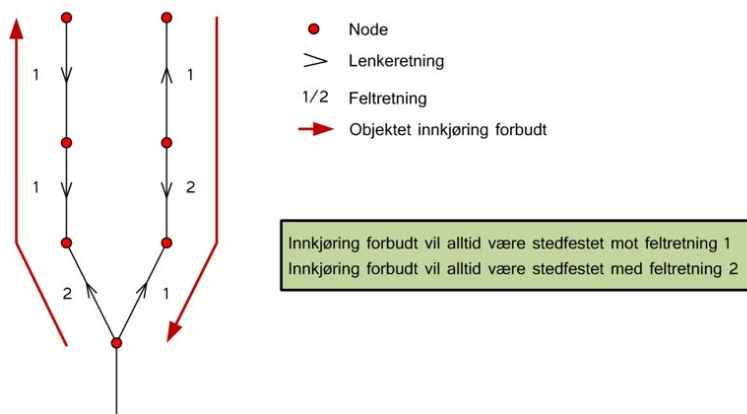 1
1
1
2
2
1
Node
Lenkeretning
1/2 Feltretning
Objektet innkjøring forbudt
Innkjøring forbudt vil alltid være stedfestet mot feltretning 1
Innkjøring forbudt vil alltid være stedfestet med feltretning 2